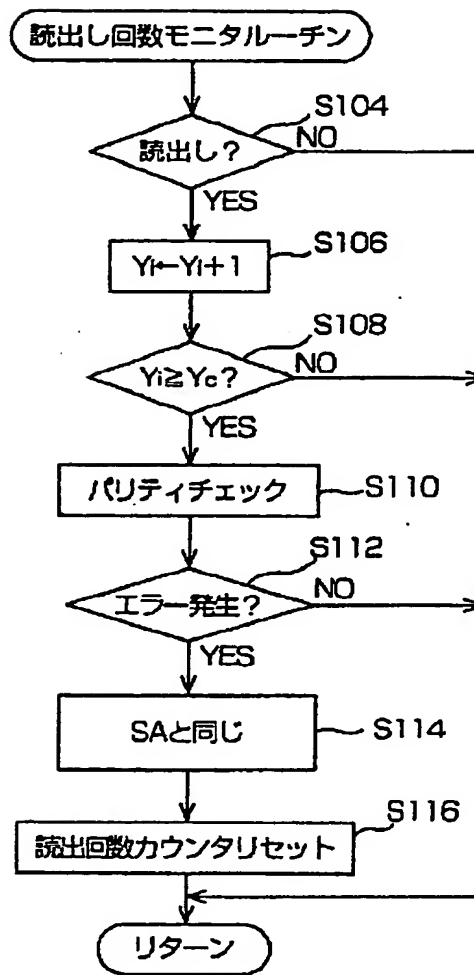 読出し回数モニタルーチン
S104
読出し?
NO
YES
S106
Yi←Yi+1
S108
Yi≧Yc?
NO
YES
パリティチェック
S110
S112
エラー発生?
NO
YES
SAと同じ
S114
S116
読出回数カウンタリセット
リターン